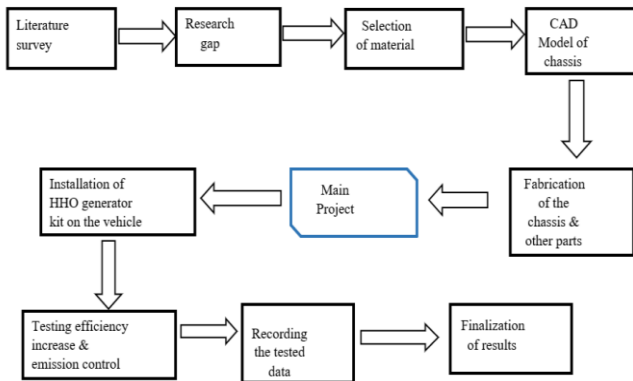 Literature
survey
Research
gap
Selection
of material
CAD
Model of
chassis
Fabrication
of the
chassis &
other parts
Main
Project
Installation of
HHO generator
kit on the vehicle
Testing efficiency
increase &
emission control
Recording
the tested
data
Finalization
of results